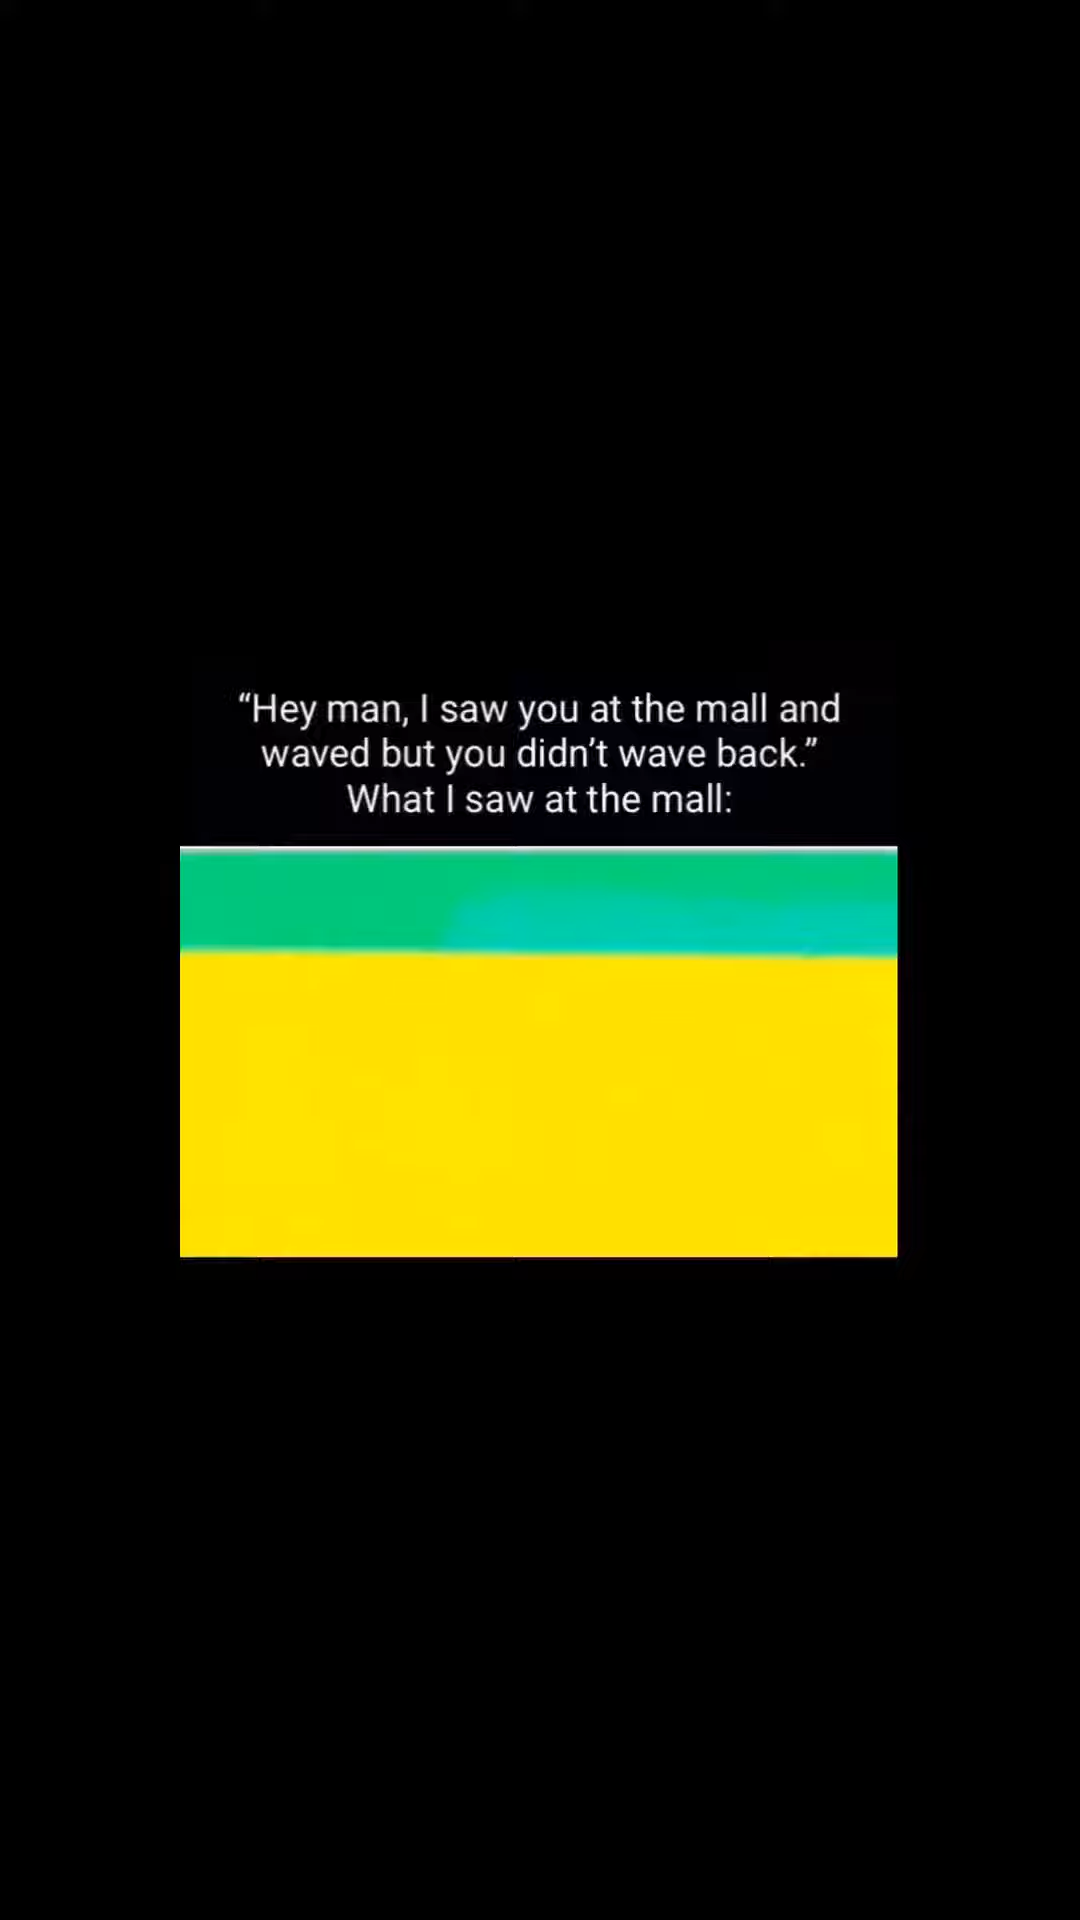 “Hey man, I saw you at the mall and
waved but you didn’t wave back.”
What I saw at the mall: